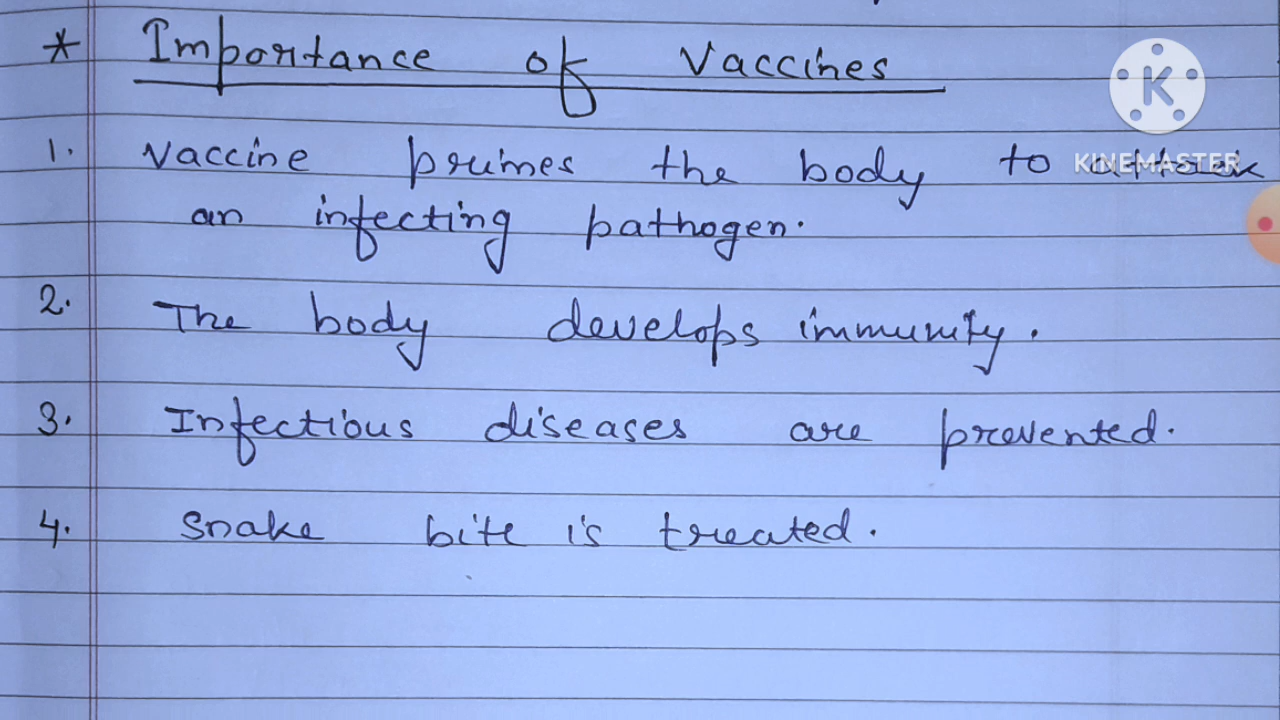 * Importance of Vaccines
1. Vaccine primes the body to attack
an infecting pathogen.
2. The body develops immunity.
3. Infectious diseases are prevented.
4. Snake bite is treated.
K
KINEMASTER